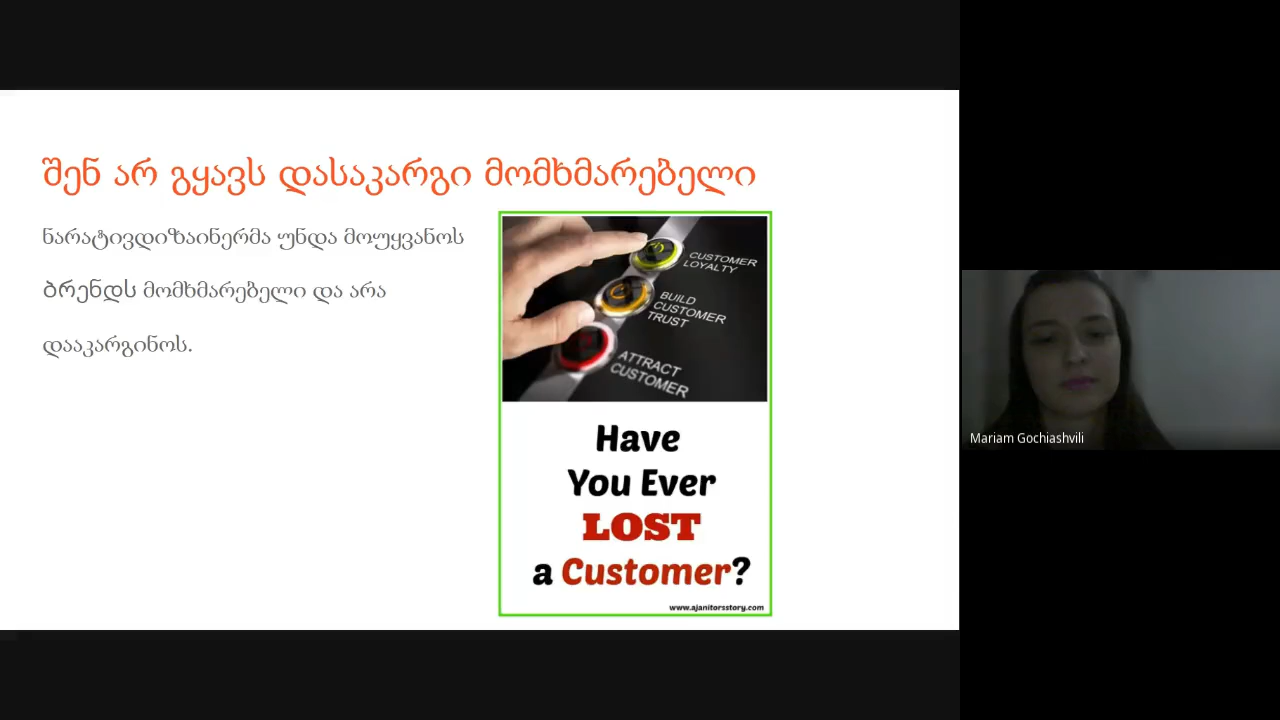 შენ არ გყავს დასაკარგი მომხმარებელი
ნარატივდიზაინერმა უნდა მოუყვანოს
ბრენდს მომხმარებელი და არა
დააკარგინოს.
CUSTOMER
LOYALTY
BUILD
CUSTOMER
TRUST
ATTRACT
CUSTOMER
Have
You Ever
LOST
a Customer?
www.ajanitorsstory.com
Mariam Gochiashvili